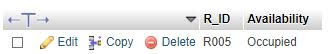 R_ID Availability
Edit Copy Delete R005 Occupied